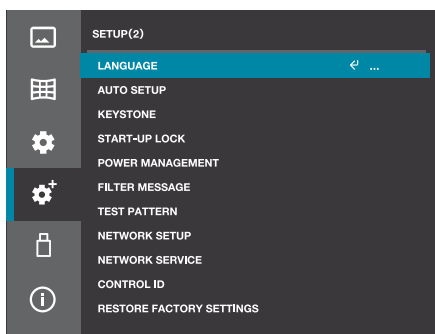 SETUP(2)
LANGUAGE ...
AUTO SETUP
KEYSTONE
START-UP LOCK
POWER MANAGEMENT
FILTER MESSAGE
TEST PATTERN
NETWORK SETUP
NETWORK SERVICE
CONTROL ID
RESTORE FACTORY SETTINGS